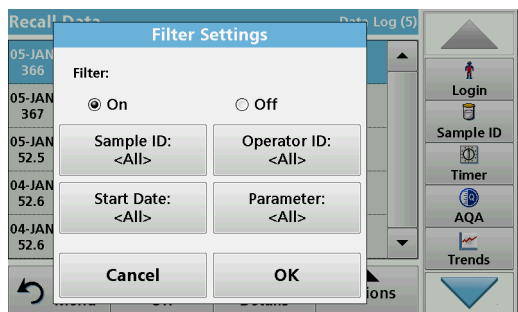 Recall Data
Data Log (5)
Filter Settings
05-JAN
366
05-JAN
367
05-JAN
52.5
04-JAN
52.6
04-JAN
52.6
Filter:
On
Off
Sample ID:
<All>
Operator ID:
<All>
Start Date:
<All>
Parameter:
<All>
Cancel
OK
Login
Sample ID
Timer
AQA
Trends